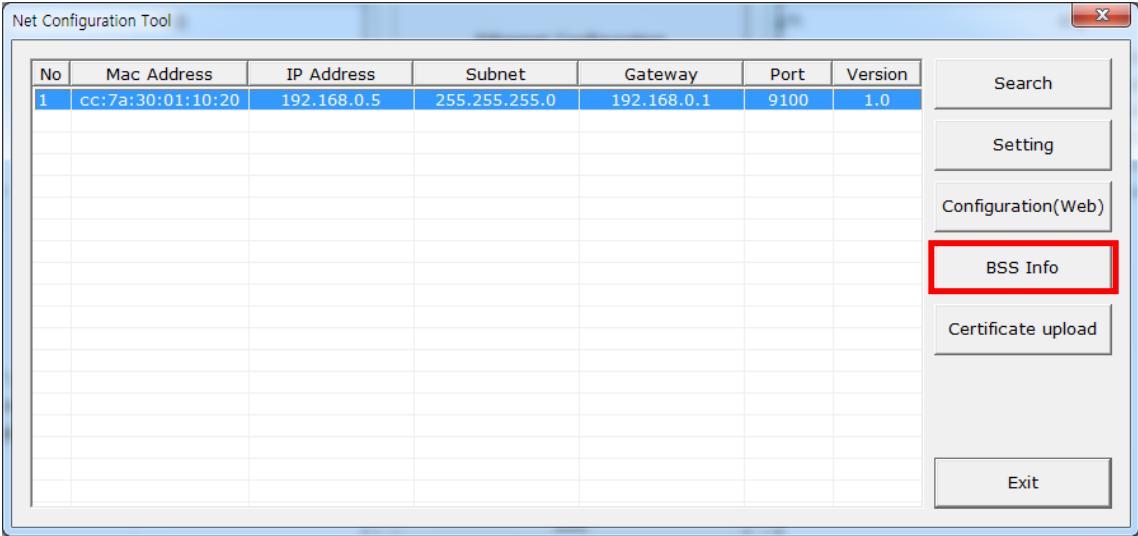 Net Configuration Tool
No Mac Address IP Address Subnet Gateway Port Version
1 cc:7a:30:01:10:20 192.168.0.5 255.255.255.0 192.168.0.1 9100 1.0
Search
Setting
Configuration(Web)
BSS Info
Certificate upload
Exit